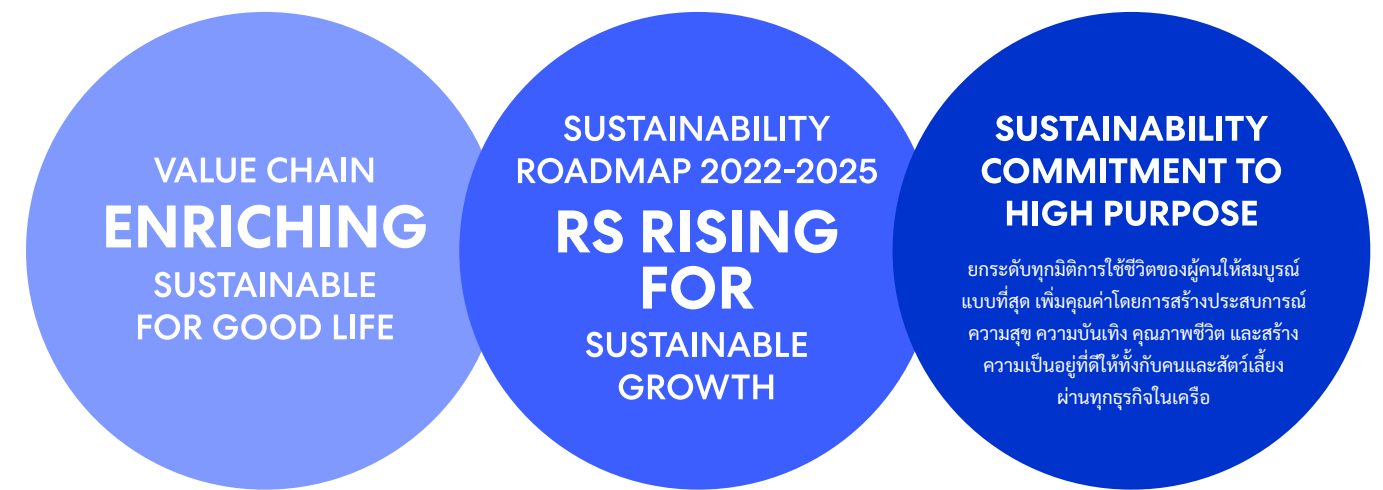 VALUE CHAIN
ENRICHING
SUSTAINABLE
FOR GOOD LIFE
SUSTAINABILITY
ROADMAP 2022-2025
RS RISING
FOR
SUSTAINABLE
GROWTH
SUSTAINABILITY
COMMITMENT TO
HIGH PURPOSE
ยกระดับทุกมิติการใช้ชีวิตของผู้คนให้สมบูรณ์
แบบที่สุด เพิ่มคุณค่าโดยการสร้างประสบการณ์
ความสุข ความบันเทิง คุณภาพชีวิต และสร้าง
ความเป็นอยู่ที่ดีให้ทั้งกับคนและสัตว์เลี้ยง
ผ่านทุกธุรกิจในเครือ